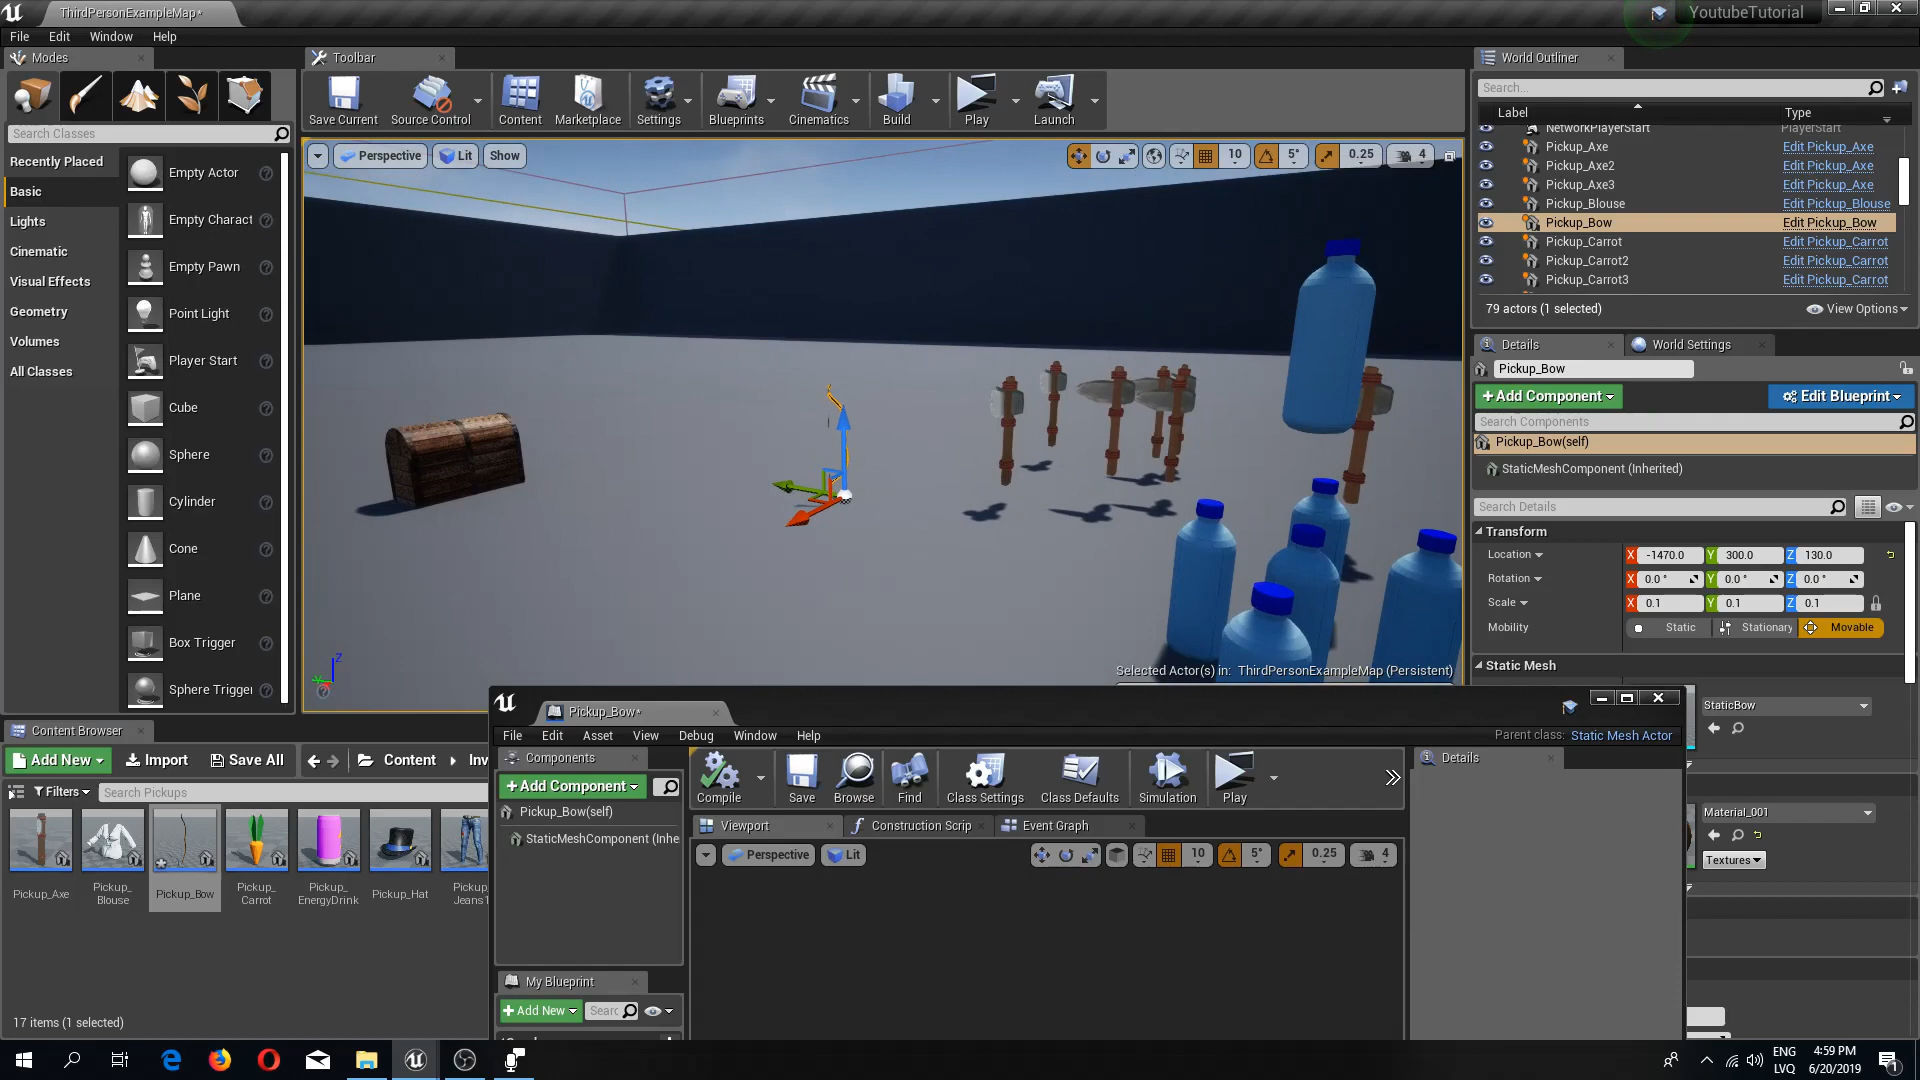 ThirdPersonExampleMap*
YoutubeTutorial
File Edit Window Help
Modes
Toolbar
World Outliner
Save Current Source Control Content Marketplace Settings Blueprints Cinematics Build Play Launch
Search...
Label Type
Search Classes
NetworkPlayerStart PlayerStart
Pickup_Axe Edit Pickup_Axe
Pickup_Axe2 Edit Pickup_Axe
Pickup_Axe3 Edit Pickup_Axe
Pickup_Blouse Edit Pickup_Blouse
Pickup_Bow Edit Pickup_Bow
Pickup_Carrot Edit Pickup_Carrot
Pickup_Carrot2 Edit Pickup_Carrot
Pickup_Carrot3 Edit Pickup_Carrot
79 actors (1 selected) View Options
Recently Placed
Basic
Lights
Cinematic
Visual Effects
Geometry
Volumes
All Classes
Empty Actor
Empty Charact
Empty Pawn
Point Light
Player Start
Cube
Sphere
Cylinder
Cone
Plane
Box Trigger
Sphere Trigger
Perspective Lit Show
10 5° 0.25 4
Z
Selected Actor(s) in: ThirdPersonExampleMap (Persistent)
Details World Settings
Pickup_Bow
+Add Component Edit Blueprint
Search Components
Pickup_Bow(self)
StaticMeshComponent (Inherited)
Search Details
Transform
Location X -1470.0 Y 300.0 Z 130.0
Rotation X 0.0 ° Y 0.0 ° Z 0.0 °
Scale X 0.1 Y 0.1 Z 0.1
Mobility Static Stationary Movable
Static Mesh
StaticBow
Material_001
Textures
Content Browser
Add New Import Save All Content Inv
Filters Search Pickups
Pickup_Axe
Pickup_
Blouse
Pickup_Bow
Pickup_
Carrot
Pickup_
EnergyDrink
Pickup_Hat
Pickup_
Jeans1
17 items (1 selected)
Pickup_Bow*
File Edit Asset View Debug Window Help
Parent class: Static Mesh Actor
Components
+Add Component
Pickup_Bow(self)
StaticMeshComponent (Inhe
My Blueprint
+Add New Searc
Compile Save Browse Find Class Settings Class Defaults Simulation Play
Viewport Construction Scrip Event Graph
Perspective Lit
10 5° 0.25 4
Details
ENG
LVQ
4:59 PM
6/20/2019
1